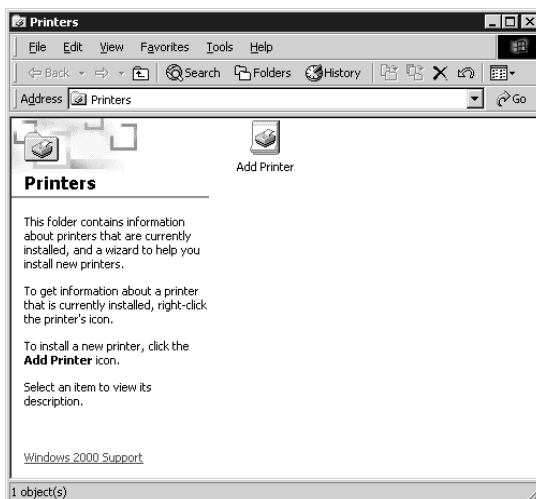 Printers
File Edit View Favorites Tools Help
Back Search Folders History
Address Printers Go
Add Printer
Printers
This folder contains information
about printers that are currently
installed, and a wizard to help you
install new printers.
To get information about a printer
that is currently installed, right-click
the printer's icon.
To install a new printer, click the
Add Printer icon.
Select an item to view its
description.
Windows 2000 Support
1 object(s)